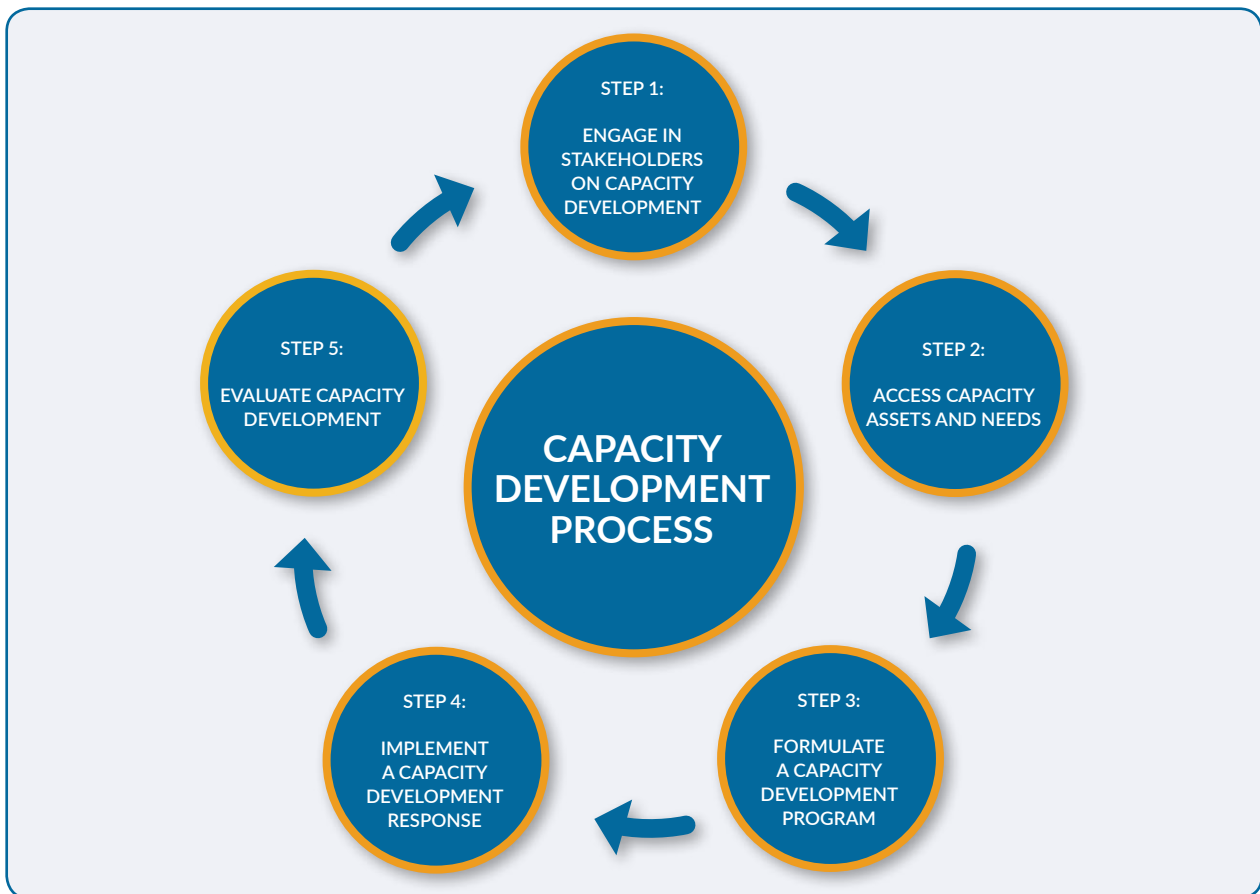 STEP 1:
ENGAGE IN
STAKEHOLDERS
ON CAPACITY
DEVELOPMENT
STEP 2:
ACCESS CAPACITY
ASSETS AND NEEDS
STEP 3:
FORMULATE
A CAPACITY
DEVELOPMENT
PROGRAM
STEP 4:
IMPLEMENT
A CAPACITY
DEVELOPMENT
RESPONSE
STEP 5:
EVALUATE CAPACITY
DEVELOPMENT
CAPACITY
DEVELOPMENT
PROCESS